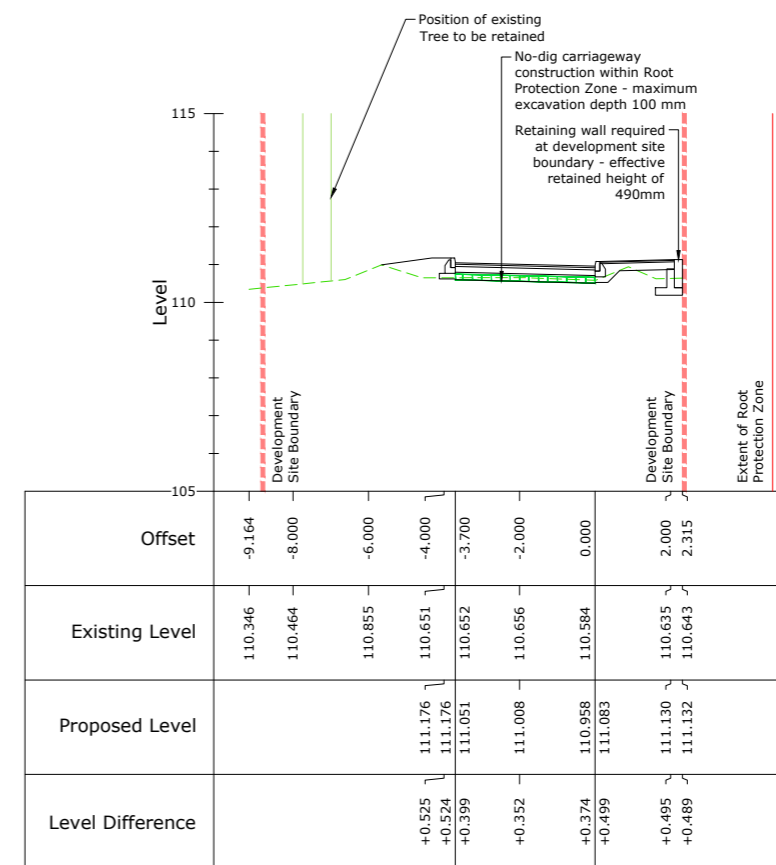 Position of existing
Tree to be retained
No-dig carriageway
construction within Root
Protection Zone - maximum
excavation depth 100 mm
Retaining wall required
at development site
boundary - effective
retained height of
490mm
115
110
105
Level
Development
Site Boundary
Development
Site Boundary
Extent of Root
Protection Zone
Offset
-9.164
-8.000
-6.000
-4.000
-3.700
-2.000
0.000
2.000
2.315
Existing Level
110.346
110.464
110.855
110.651
110.652
110.656
110.584
110.635
110.643
Proposed Level
111.176
111.176
111.051
111.008
110.958
111.083
111.130
111.132
Level Difference
+0.525
+0.524
+0.399
+0.352
+0.374
+0.499
+0.495
+0.489